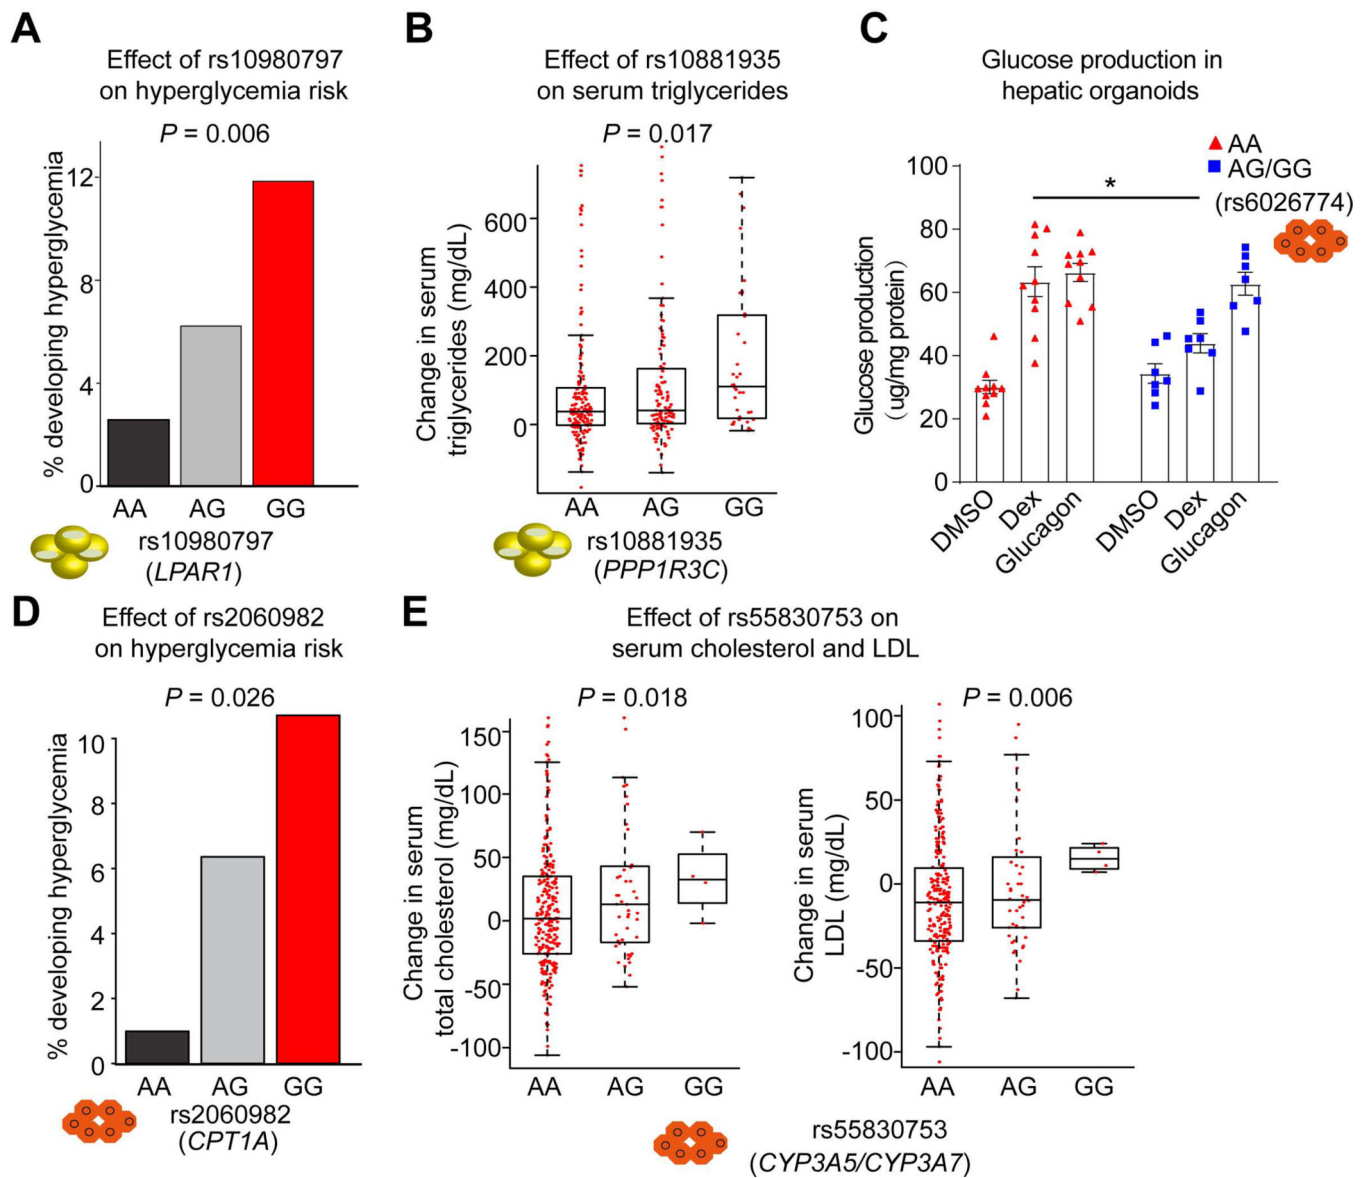 A
Effect of rs10980797
on hyperglycemia risk
P = 0.006
% developing hyperglycemia
12
8
4
0
AA AG GG
rs10980797
(LPAR1)
B
Effect of rs10881935
on serum triglycerides
P = 0.017
Change in serum
triglycerides (mg/dL)
600
400
200
0
AA AG GG
rs10881935
(PPP1R3C)
C
Glucose production in
hepatic organoids
AA
AG/GG
(rs6026774)
*
Glucose production
(ug/mg protein)
100
80
60
40
20
0
DMSO
Dex
Glucagon
DMSO
Dex
Glucagon
D
Effect of rs2060982
on hyperglycemia risk
P = 0.026
% developing hyperglycemia
10
8
6
4
2
0
AA AG GG
rs2060982
(CPT1A)
E
Effect of rs55830753 on
serum cholesterol and LDL
P = 0.018
Change in serum
total cholesterol (mg/dL)
150
100
50
0
-50
-100
AA AG GG
P = 0.006
Change in serum
LDL (mg/dL)
100
50
0
-50
-100
AA AG GG
rs55830753
(CYP3A5/CYP3A7)